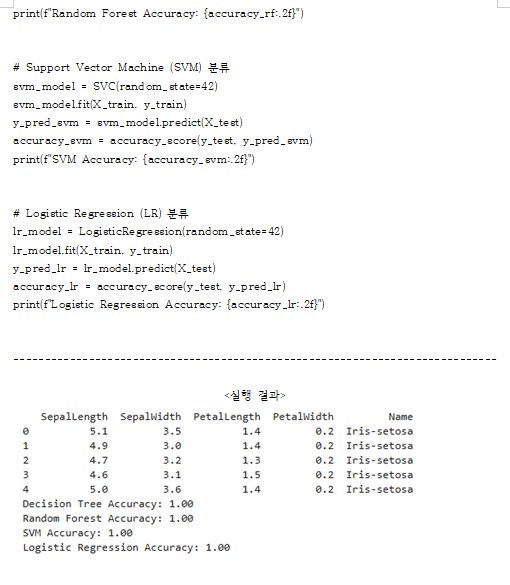 print(f"Random Forest Accuracy: {accuracy_rf:.2f}")
# Support Vector Machine (SVM) 분류
svm_model = SVC(random_state=42)
svm_model.fit(X_train, y_train)
y_pred_svm = svm_model.predict(X_test)
accuracy_svm = accuracy_score(y_test, y_pred_svm)
print(f"SVM Accuracy: {accuracy_svm:.2f}")
# Logistic Regression (LR) 분류
lr_model = LogisticRegression(random_state=42)
lr_model.fit(X_train, y_train)
y_pred_lr = lr_model.predict(X_test)
accuracy_lr = accuracy_score(y_test, y_pred_lr)
print(f"Logistic Regression Accuracy: {accuracy_lr:.2f}")
----------------------------------------------------------------------------
<실행 결과>
SepalLength SepalWidth PetalLength PetalWidth Name
0 5.1 3.5 1.4 0.2 Iris-setosa
1 4.9 3.0 1.4 0.2 Iris-setosa
2 4.7 3.2 1.3 0.2 Iris-setosa
3 4.6 3.1 1.5 0.2 Iris-setosa
4 5.0 3.6 1.4 0.2 Iris-setosa
Decision Tree Accuracy: 1.00
Random Forest Accuracy: 1.00
SVM Accuracy: 1.00
Logistic Regression Accuracy: 1.00